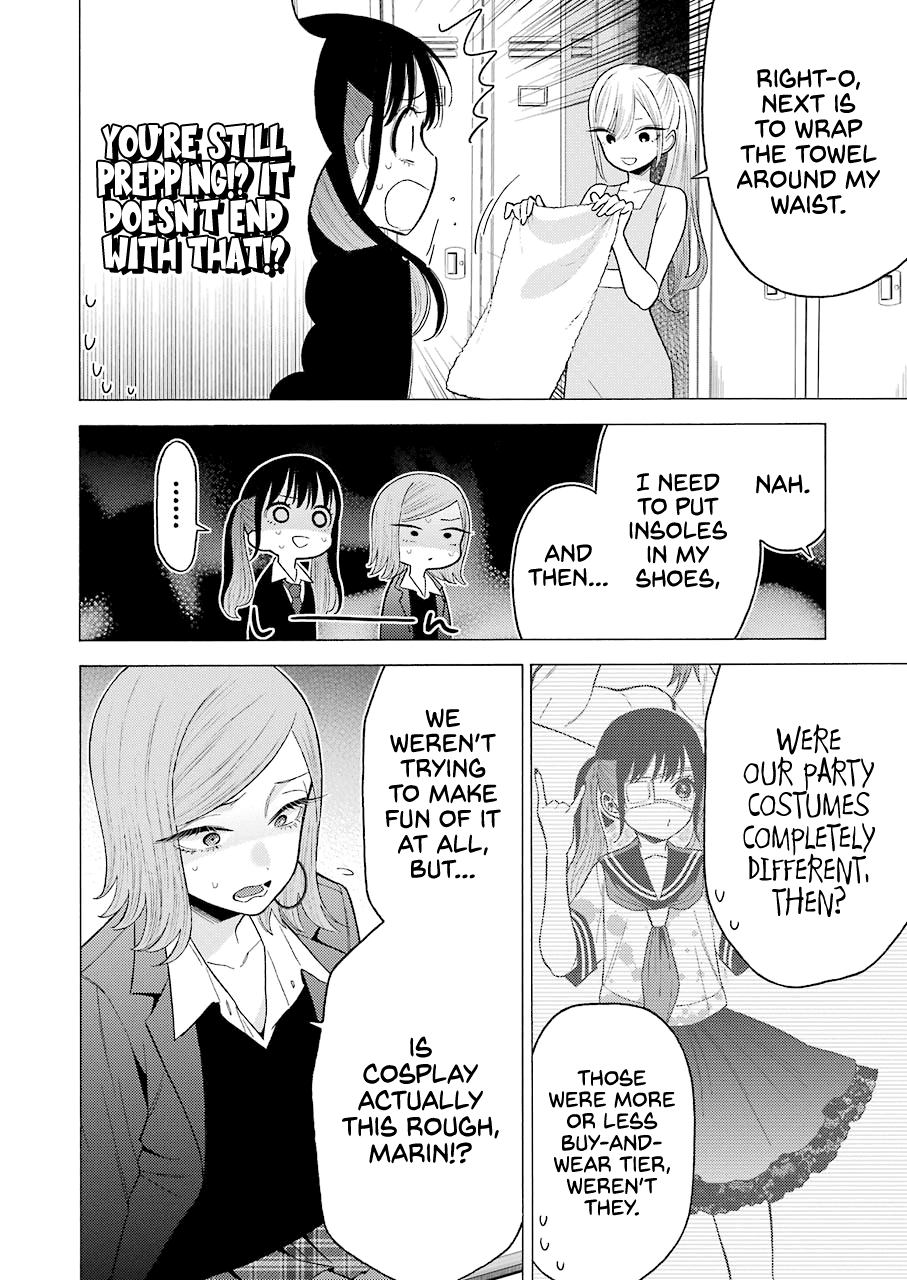 RIGHT-O,
NEXT IS
TO WRAP
THE TOWEL
AROUND MY
WAIST.
YOU'RE STILL
PREPPING!? IT
DOESN'T END
WITH THAT!?
NAH.
I NEED
TO PUT
INSOLES
IN MY
SHOES,
AND
THEN...
......
しーん
WERE
OUR PARTY
COSTUMES
COMPLETELY
DIFFERENT,
THEN?
THOSE
WERE MORE
OR LESS
BUY-AND-
WEAR TIER,
WEREN'T
THEY.
WE
WEREN'T
TRYING
TO MAKE
FUN OF IT
AT ALL,
BUT...
IS
COSPLAY
ACTUALLY
THIS ROUGH,
MARIN!?